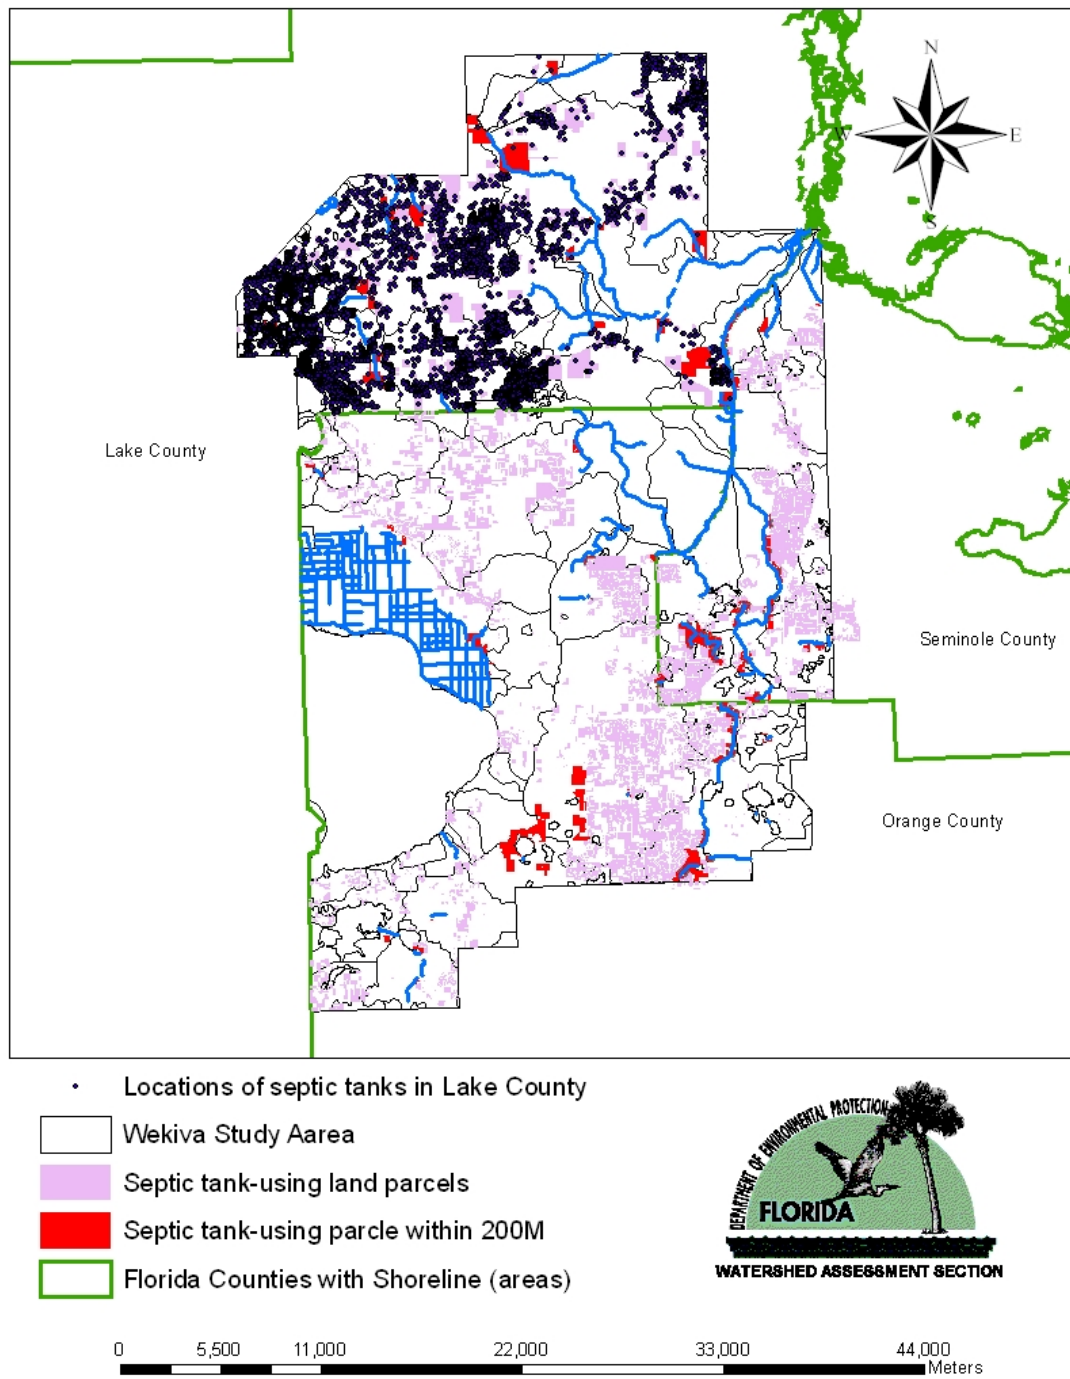 N
W
E
S
Lake County
Seminole County
Orange County
Locations of septic tanks in Lake County
Wekiva Study Aarea
Septic tank-using land parcels
Septic tank-using parcle within 200M
Florida Counties with Shoreline (areas)
DEPARTMENT OF ENVIRONMENTAL PROTECTION
FLORIDA
WATERSHED ASSESSMENT SECTION
0 5,500 11,000 22,000 33,000 44,000
Meters